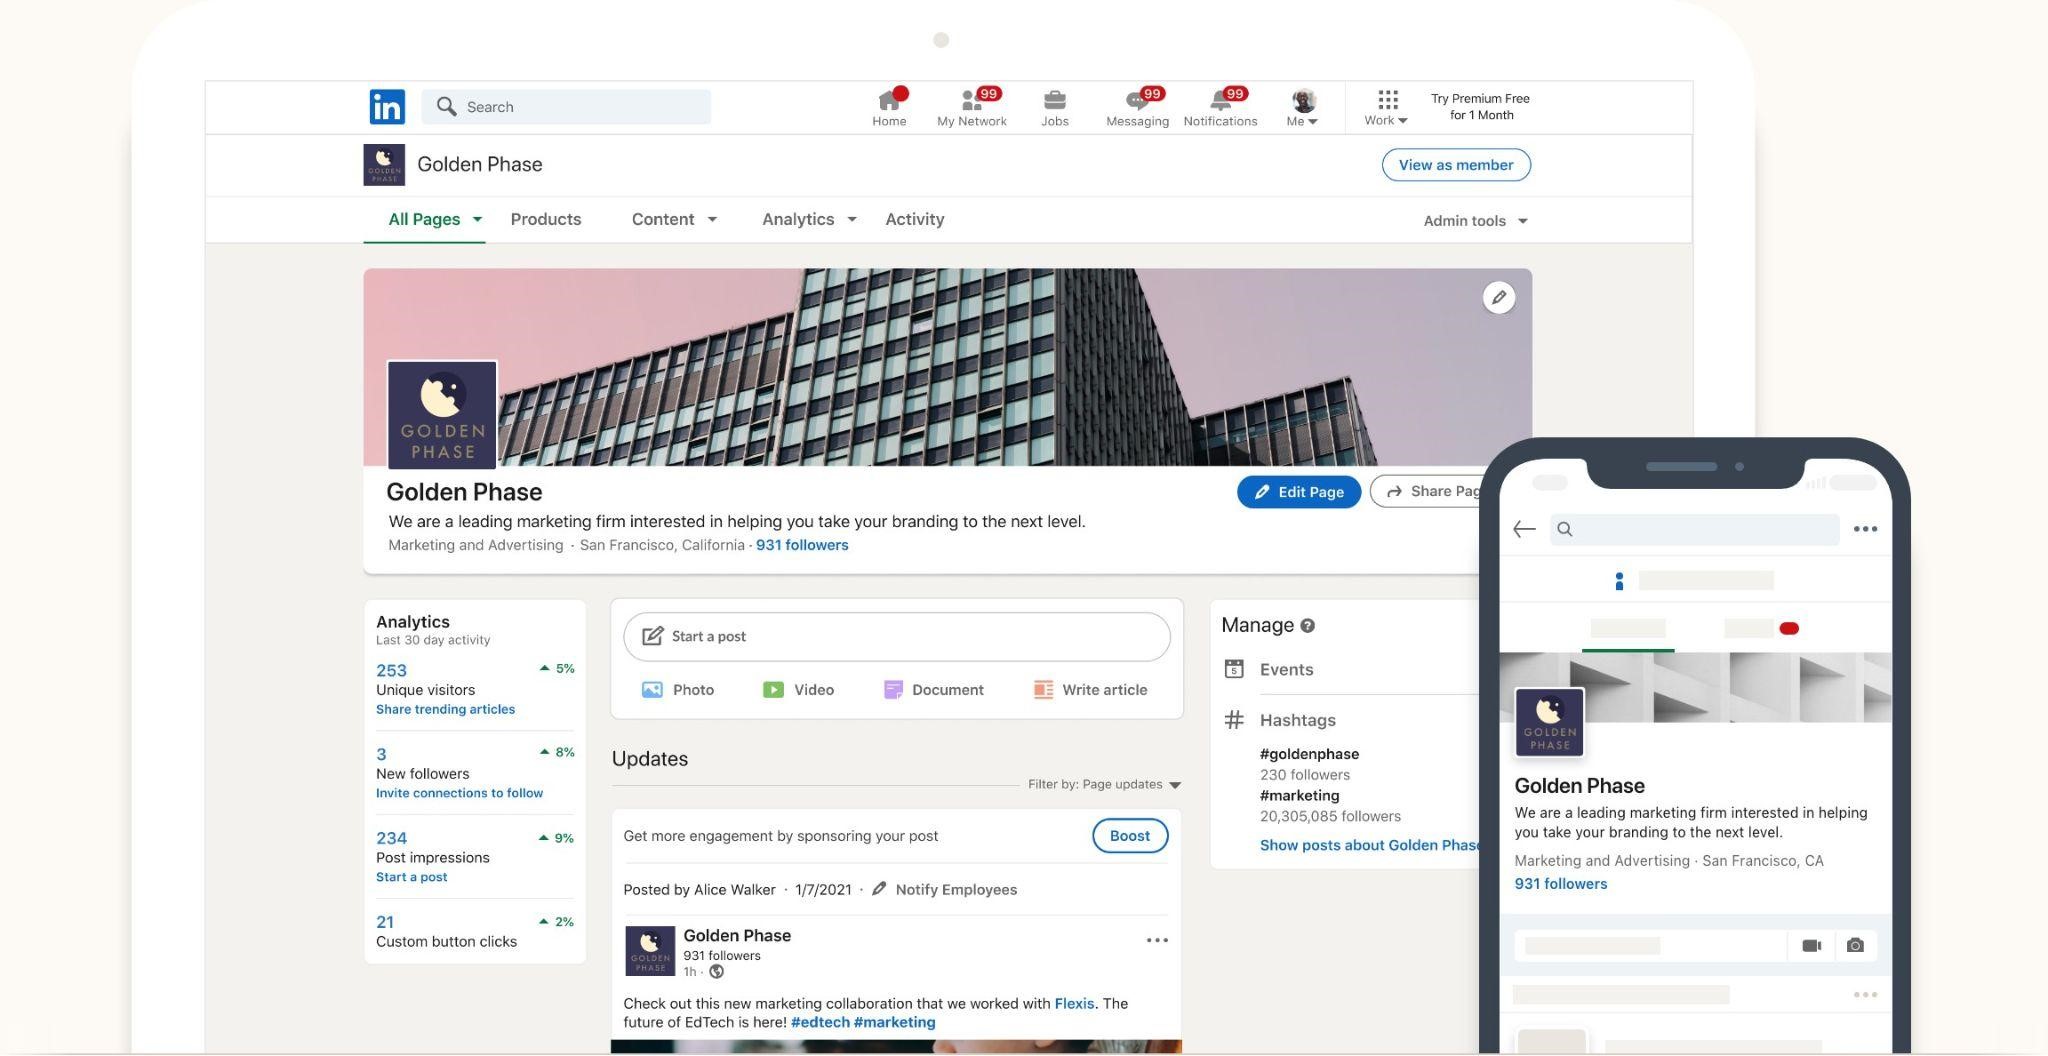 in
Search
Home
99
My Network
Jobs
99
Messaging
99
Notifications
Me
Work
Try Premium Free
for 1 Month
GOLDEN
PHASE
Golden Phase
View as member
All Pages
Products
Content
Analytics
Activity
Admin tools
GOLDEN
PHASE
Golden Phase
We are a leading marketing firm interested in helping you take your branding to the next level.
Marketing and Advertising · San Francisco, California · 931 followers
Edit Page
Share Pag
Analytics
Last 30 day activity
253 5%
Unique visitors
Share trending articles
3 8%
New followers
Invite connections to follow
234 9%
Post impressions
Start a post
21 2%
Custom button clicks
Start a post
Photo
Video
Document
Write article
Updates
Filter by: Page updates
Get more engagement by sponsoring your post
Boost
Posted by Alice Walker · 1/7/2021 · Notify Employees
GOLDEN
PHASE
Golden Phase
931 followers
1h ·
Check out this new marketing collaboration that we worked with Flexis. The
future of EdTech is here! #edtech #marketing
Manage ?
5
Events
# Hashtags
#goldenphase
230 followers
#marketing
20,305,085 followers
Show posts about Golden Phase
GOLDEN
PHASE
Golden Phase
We are a leading marketing firm interested in helping
you take your branding to the next level.
Marketing and Advertising · San Francisco, CA
931 followers